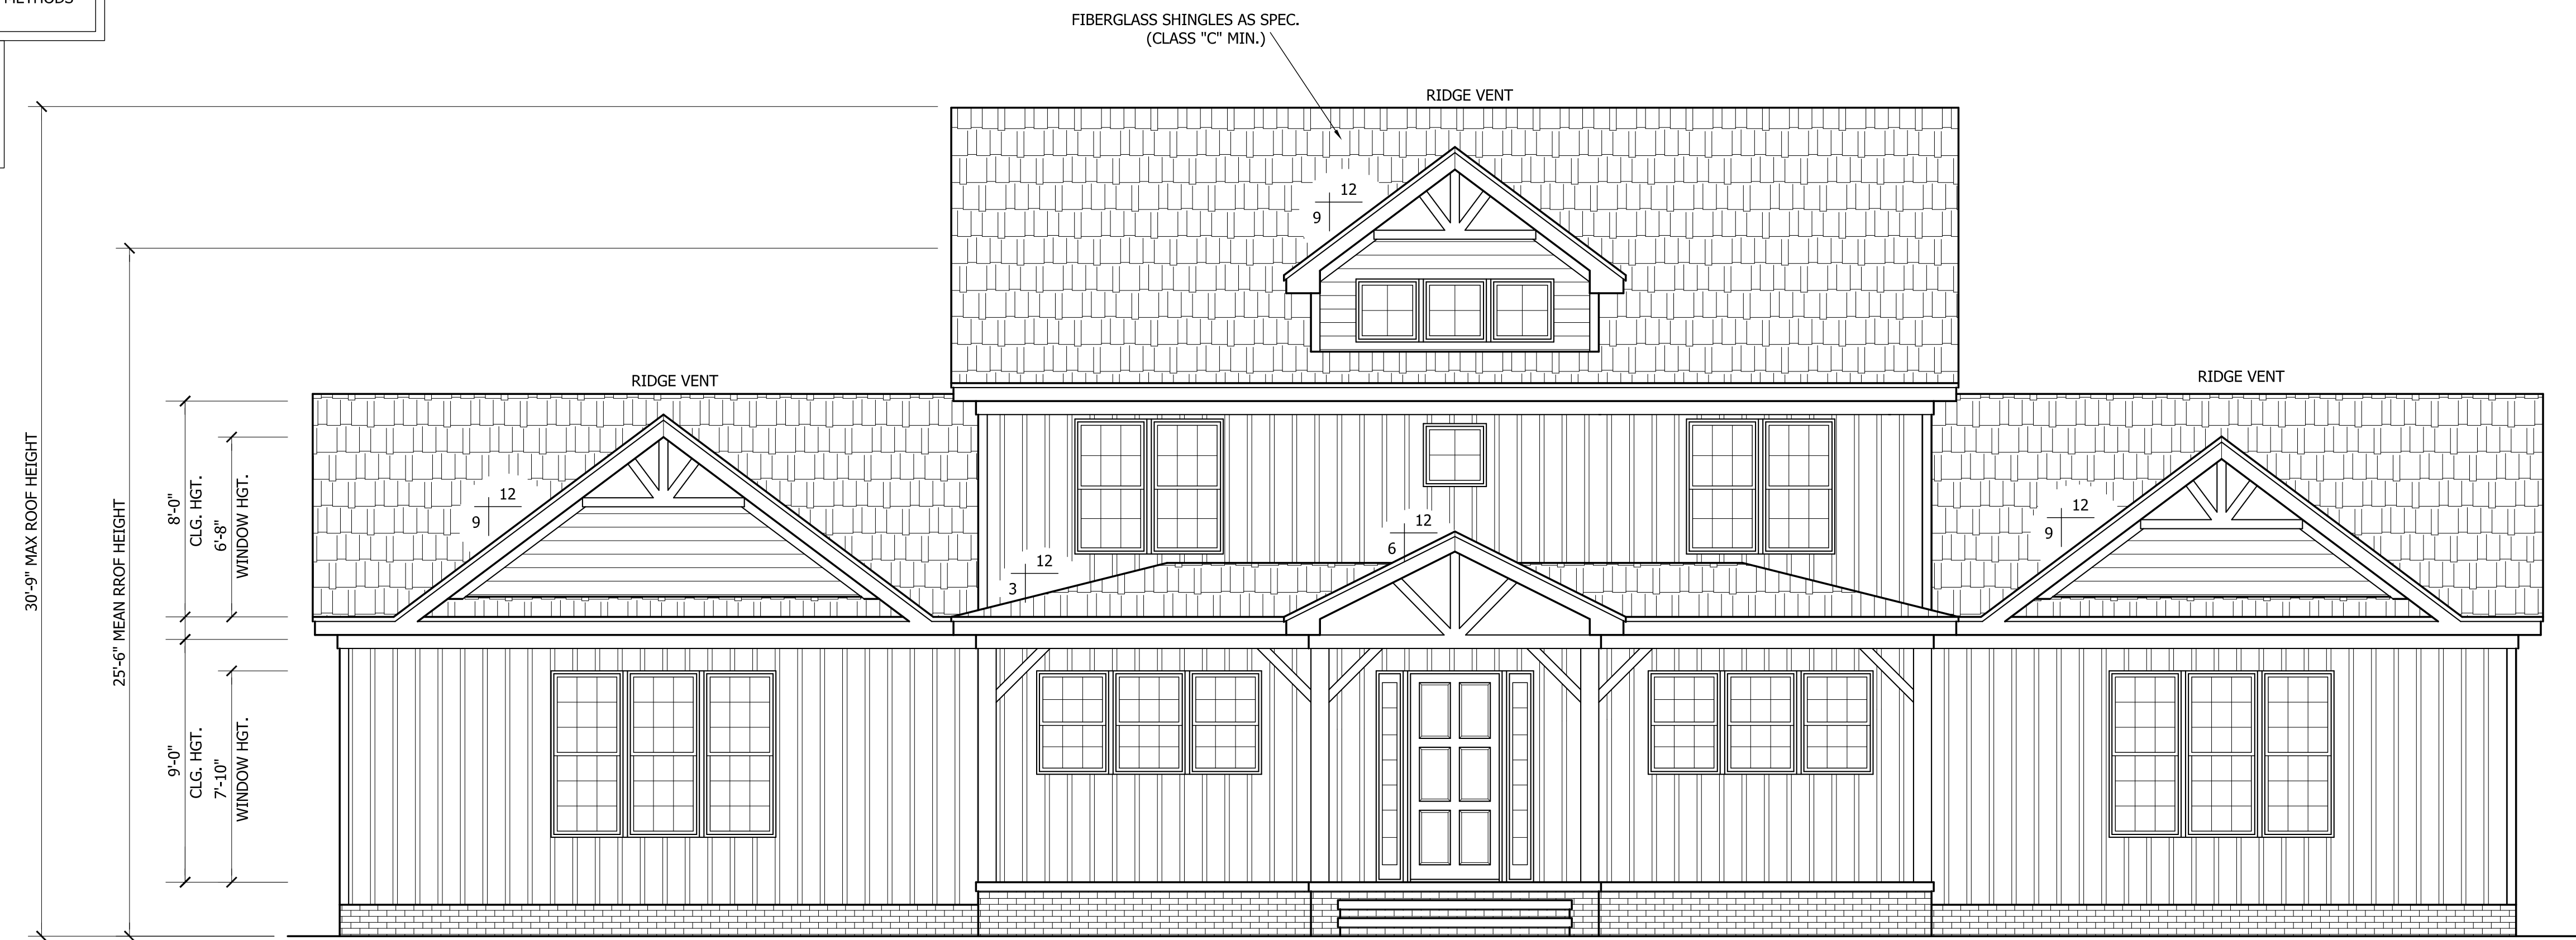 METHODS
FIBERGLASS SHINGLES AS SPEC.
(CLASS "C" MIN.)
RIDGE VENT
12
9
RIDGE VENT
RIDGE VENT
30'-9" MAX ROOF HEIGHT
25'-6" MEAN RROF HEIGHT
8'-0"
CLG. HGT.
6'-8"
WINDOW HGT.
12
9
12
3
12
6
12
9
9'-0"
CLG. HGT.
7'-10"
WINDOW HGT.